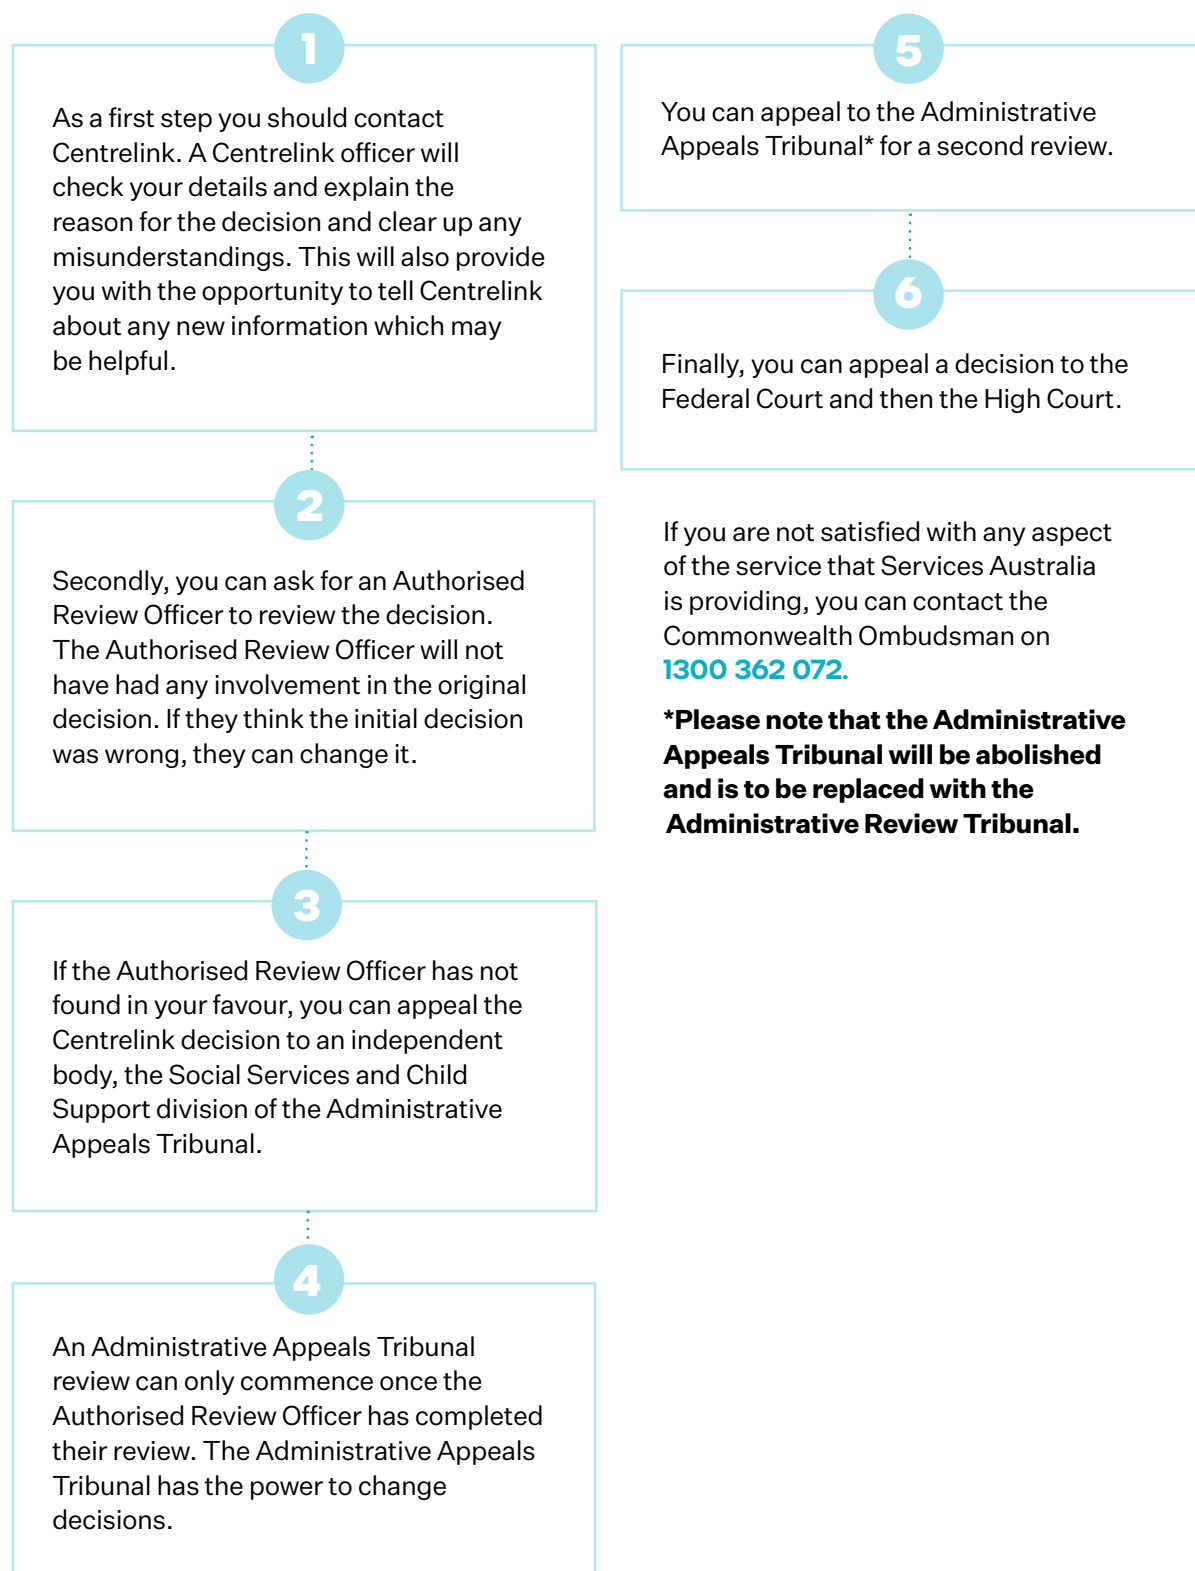 1
As a first step you should contact
Centrelink. A Centrelink officer will
check your details and explain the
reason for the decision and clear up any
misunderstandings. This will also provide
you with the opportunity to tell Centrelink
about any new information which may
be helpful.
2
Secondly, you can ask for an Authorised
Review Officer to review the decision.
The Authorised Review Officer will not
have had any involvement in the original
decision. If they think the initial decision
was wrong, they can change it.
3
If the Authorised Review Officer has not
found in your favour, you can appeal the
Centrelink decision to an independent
body, the Social Services and Child
Support division of the Administrative
Appeals Tribunal.
4
An Administrative Appeals Tribunal
review can only commence once the
Authorised Review Officer has completed
their review. The Administrative Appeals
Tribunal has the power to change
decisions.
5
You can appeal to the Administrative
Appeals Tribunal* for a second review.
6
Finally, you can appeal a decision to the
Federal Court and then the High Court.
If you are not satisfied with any aspect
of the service that Services Australia
is providing, you can contact the
Commonwealth Ombudsman on
1300 362 072.
*Please note that the Administrative
Appeals Tribunal will be abolished
and is to be replaced with the
Administrative Review Tribunal.